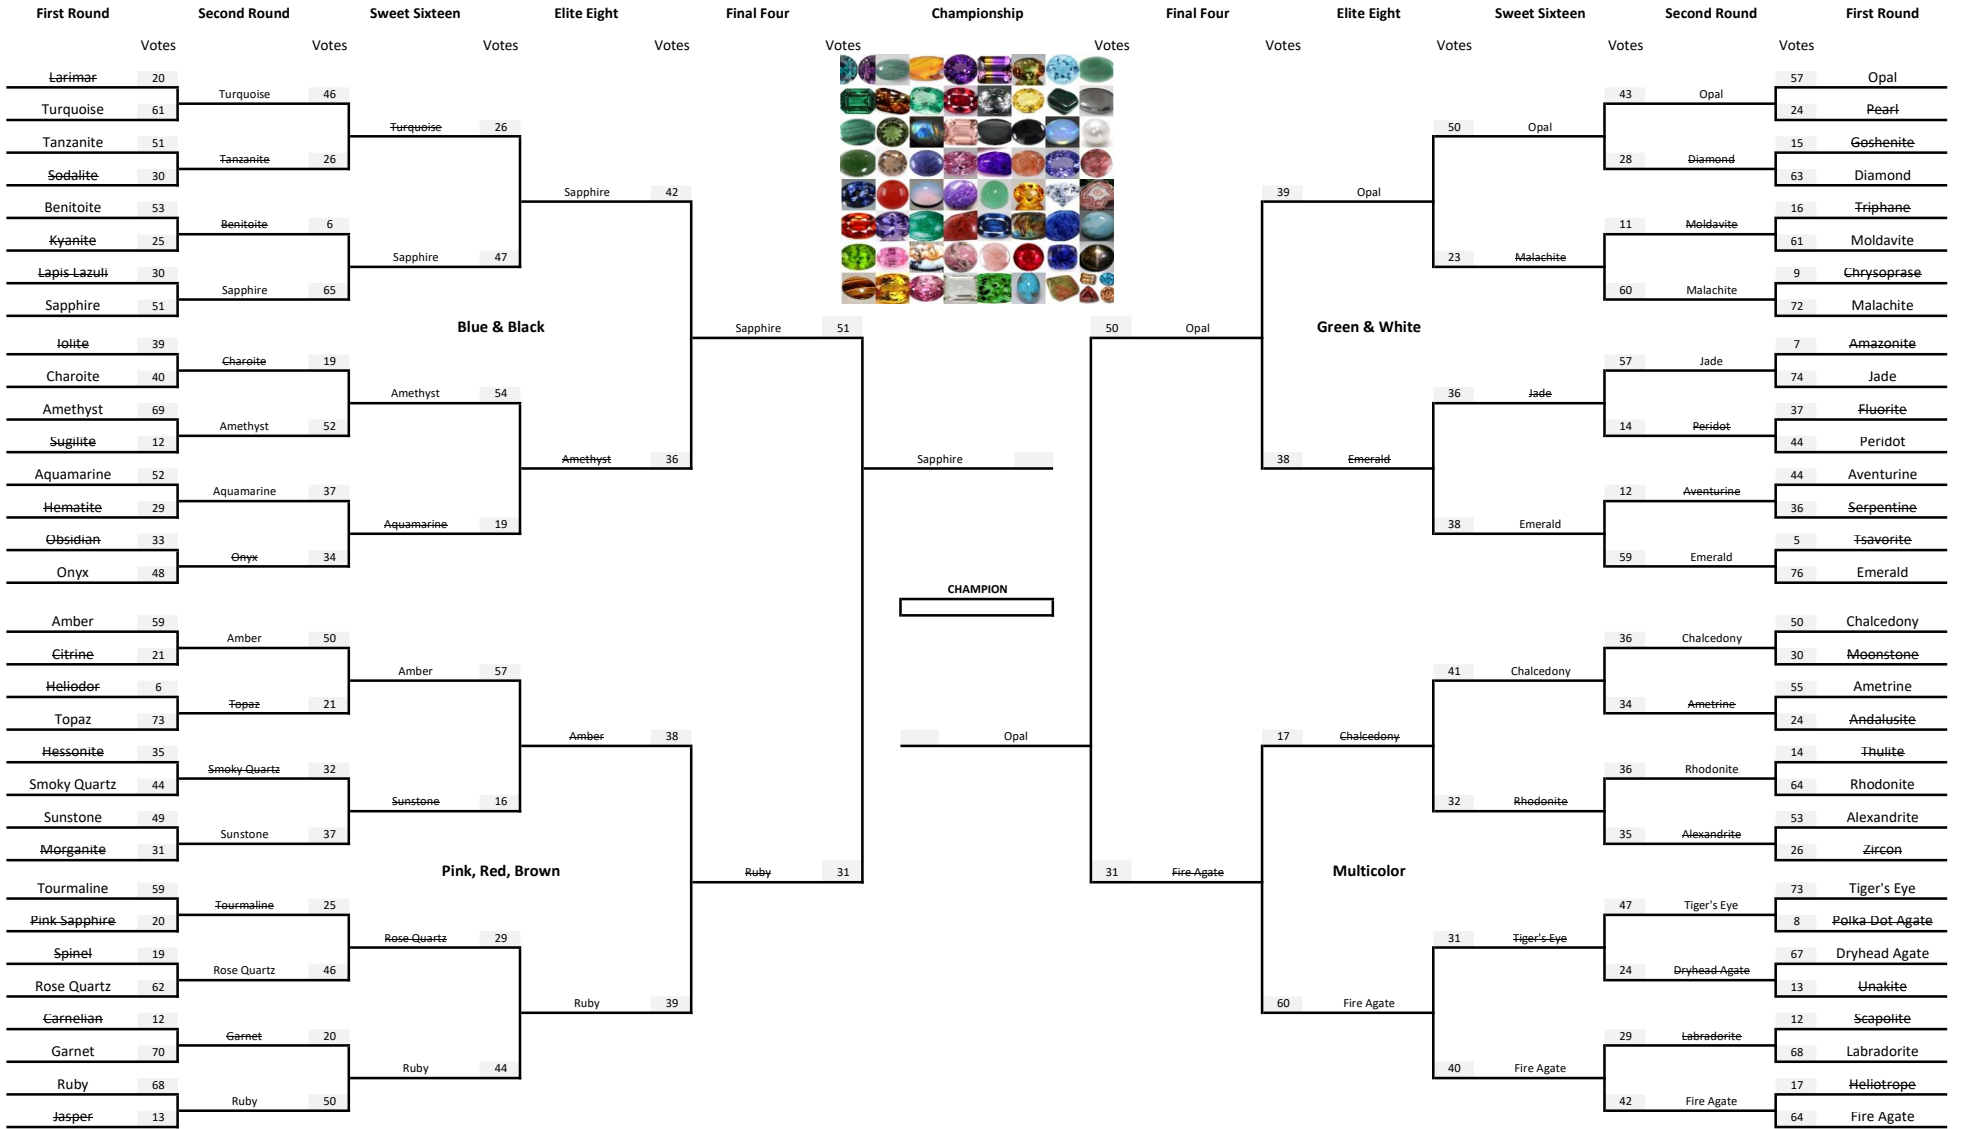 First Round Second Round Sweet Sixteen Elite Eight Final Four Championship Final Four Elite Eight Sweet Sixteen Second Round First Round
Votes Votes Votes Votes Votes Votes Votes Votes Votes Votes
Larimar 20 57 Opal
Turquoise 46 43 Opal
Turquoise 61 24 Pearl
Turquoise 26 50 Opal
Tanzanite 51 15 Goshenite
Tanzanite 26 28 Diamond
Sodalite 30 63 Diamond
Sapphire 42 39 Opal
Benitoite 53 16 Triphane
Benitoite 6 11 Moldavite
Kyanite 25 61 Moldavite
Sapphire 47 23 Malachite
Lapis Lazuli 30 9 Chrysoprase
Sapphire 65 60 Malachite
Sapphire 51 72 Malachite
Blue & Black Sapphire 51 50 Opal Green & White
Iolite 39 7 Amazonite
Charoite 19 57 Jade
Charoite 40 74 Jade
Amethyst 54 36 Jade
Amethyst 69 37 Fluorite
Amethyst 52 14 Peridot
Sugilite 12 44 Peridot
Amethyst 36 Sapphire 38 Emerald
Aquamarine 52 44 Aventurine
Aquamarine 37 12 Aventurine
Hematite 29 36 Serpentine
Aquamarine 19 38 Emerald
Obsidian 33 5 Tsavorite
Onyx 34 59 Emerald
Onyx 48 76 Emerald
CHAMPION
Amber 59 50 Chalcedony
Amber 50 36 Chalcedony
Citrine 21 30 Moonstone
Amber 57 41 Chalcedony
Heliodor 6 55 Ametrine
Topaz 21 34 Ametrine
Topaz 73 24 Andalusite
Amber 38 Opal 17 Chalcedony
Hessonite 35 14 Thulite
Smoky Quartz 32 36 Rhodonite
Smoky Quartz 44 64 Rhodonite
Sunstone 16 32 Rhodonite
Sunstone 49 53 Alexandrite
Sunstone 37 35 Alexandrite
Morganite 31 26 Zircon
Pink, Red, Brown Ruby 31 31 Fire Agate Multicolor
Tourmaline 59 73 Tiger's Eye
Tourmaline 25 47 Tiger's Eye
Pink Sapphire 20 8 Polka Dot Agate
Rose Quartz 29 31 Tiger's Eye
Spinel 19 67 Dryhead Agate
Rose Quartz 46 24 Dryhead Agate
Rose Quartz 62 13 Unakite
Ruby 39 60 Fire Agate
Carnelian 12 12 Scapolite
Garnet 20 29 Labradorite
Garnet 70 68 Labradorite
Ruby 44 40 Fire Agate
Ruby 68 17 Heliotrope
Ruby 50 42 Fire Agate
Jasper 13 64 Fire Agate